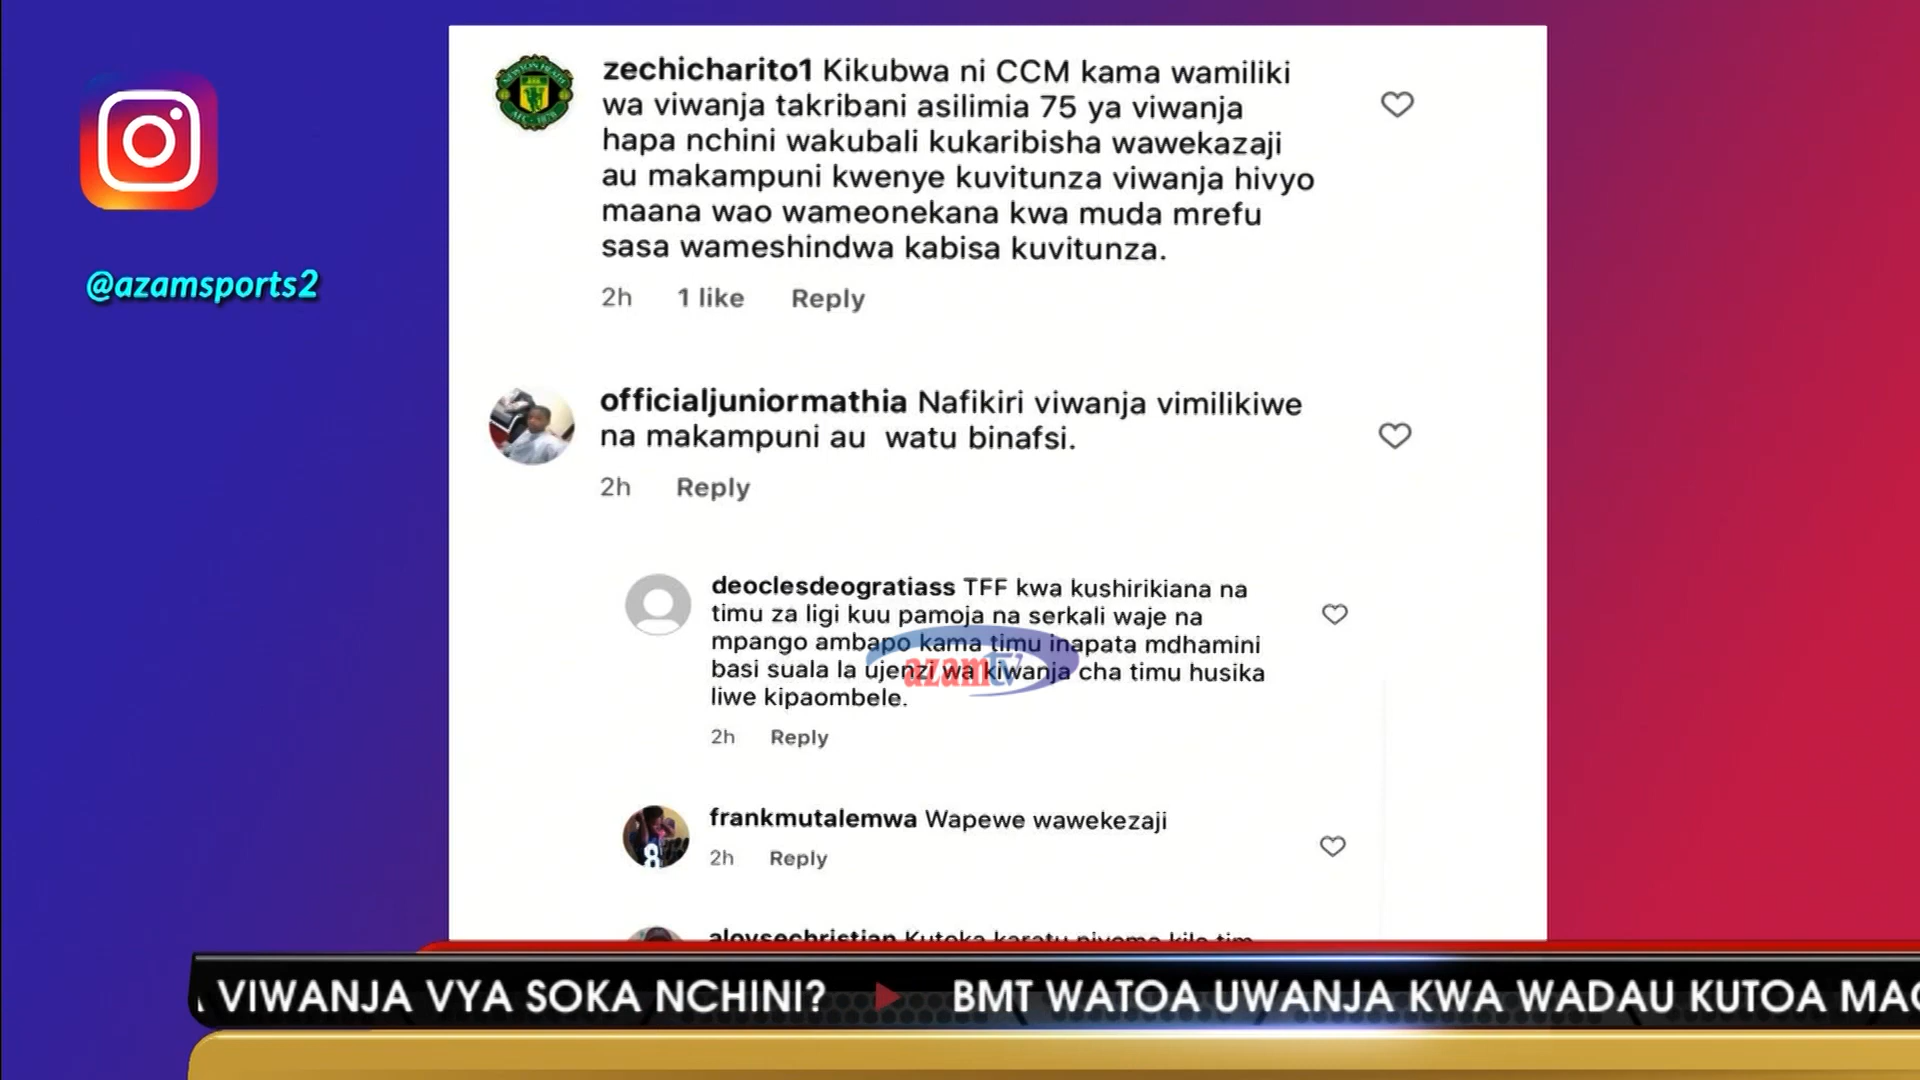 @azamsports2
zechicharito1 Kikubwa ni CCM kama wamiliki
wa viwanja takribani asilimia 75 ya viwanja
hapa nchini wakubali kukaribisha wawekazaji
au makampuni kwenye kuvitunza viwanja hivyo
maana wao wameonekana kwa muda mrefu
sasa wameshindwa kabisa kuvitunza.
2h 1 like Reply
officialjuniormathia Nafikiri viwanja vimilikiwe
na makampuni au watu binafsi.
2h Reply
deoclesdeogratiass TFF kwa kushirikiana na
timu za ligi kuu pamoja na serkali waje na
mpango ambapo kama timu inapata mdhamini
basi suala la ujenzi wa kiwanja cha timu husika
liwe kipaombele.
2h Reply
azamtv
frankmutalemwa Wapewe wawekezaji
2h Reply
aloysechristian Kutoka karatu niyome kilo tim
VIWANJA VYA SOKA NCHINI? BMT WATOA UWANJA KWA WADAU KUTOA